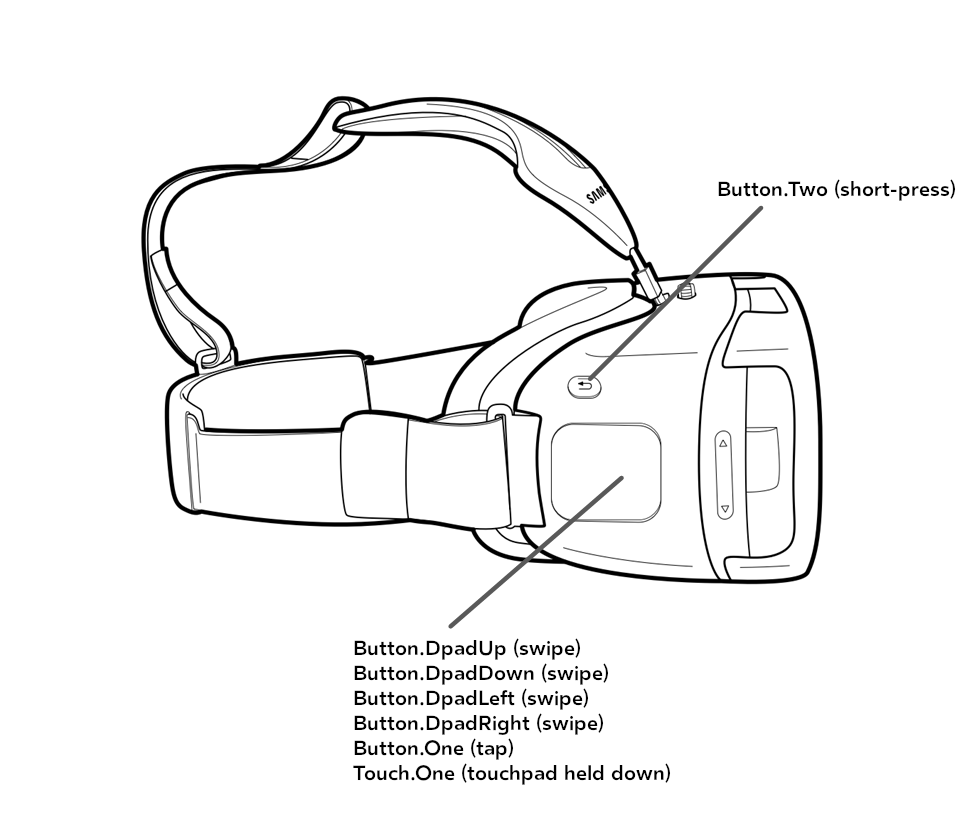 SAMS
Button.Two (short-press)
Button.DpadUp (swipe)
Button.DpadDown (swipe)
Button.DpadLeft (swipe)
Button.DpadRight (swipe)
Button.One (tap)
Touch.One (touchpad held down)